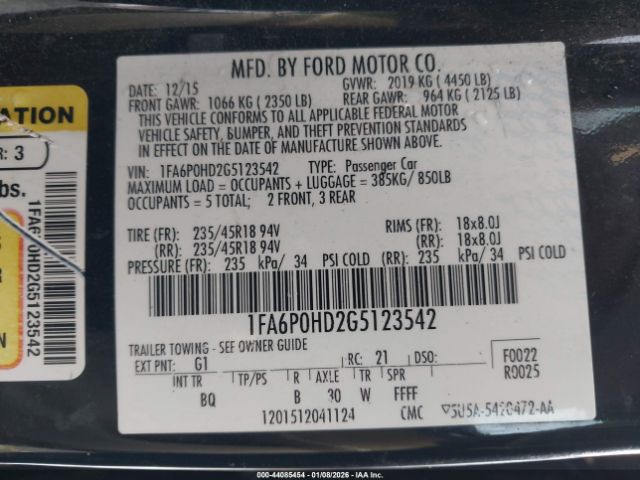 MFD. BY FORD MOTOR CO.
DATE: 12/15
GVWR: 2019 KG ( 4450 LB)
FRONT GAWR: 1066 KG ( 2350 LB)
REAR GAWR: 964 KG ( 2125 LB)
THIS VEHICLE CONFORMS TO ALL APPLICABLE FEDERAL MOTOR
VEHICLE SAFETY, BUMPER, AND THEFT PREVENTION STANDARDS
IN EFFECT ON THE DATE OF MANUFACTURE SHOWN ABOVE.
VIN: 1FA6P0HD2G5123542 TYPE: Passenger Car
MAXIMUM LOAD = OCCUPANTS + LUGGAGE = 385KG/ 850LB
OCCUPANTS = 5 TOTAL; 2 FRONT, 3 REAR
TIRE (FR): 235/45R18 94V RIMS (FR): 18x8.0J
(RR): 235/45R18 94V (RR): 18x8.0J
PRESSURE (FR): 235 kPa/ 34 PSI COLD (RR): 235 kPa/ 34 PSI COLD
1FA6P0HD2G5123542
TRAILER TOWING - SEE OWNER GUIDE
EXT PNT: G1 RC: 21 DSO: F0022
R0025
INT TR TP/PS R AXLE TR SPR
BQ B 30 W FFFF
1201512041124 CMC ▽5U5A-5420472-AA
ATION
R: 3
bs.
S
R
N
1FA6P0HD2G5123542
000-44085454 | 01/08/2026 - IAA Inc.